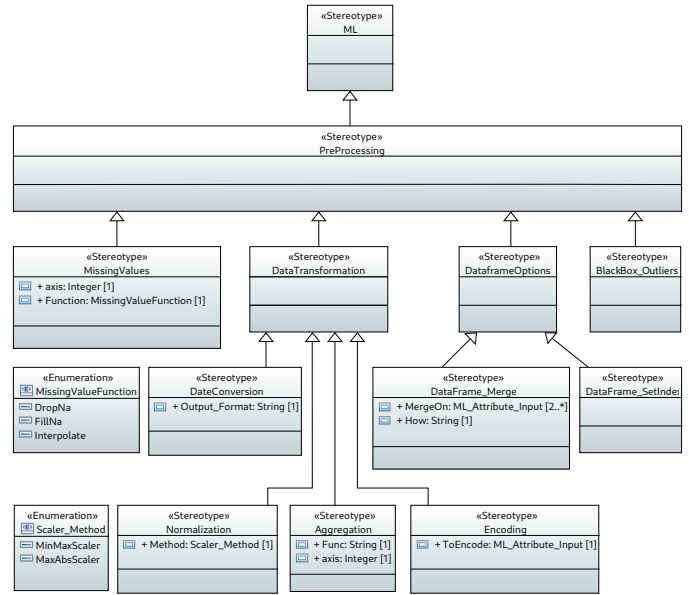 «Stereotype»
ML
«Stereotype»
PreProcessing
«Stereotype»
MissingValues
+ axis: Integer [1]
+ Function: MissingValueFunction [1]
«Stereotype»
DataTransformation
«Stereotype»
DataframeOptions
«Stereotype»
BlackBox_Outliers
«Enumeration»
MissingValueFunction
DropNa
FillNa
Interpolate
«Stereotype»
DateConversion
+ Output_Format: String [1]
«Stereotype»
DataFrame_Merge
+ MergeOn: ML_Attribute_Input [2..*]
+ How: String [1]
«Stereotype»
DataFrame_SetIndex
«Enumeration»
Scaler_Method
MinMaxScaler
MaxAbsScaler
«Stereotype»
Normalization
+ Method: Scaler_Method [1]
«Stereotype»
Aggregation
+ Func: String [1]
+ axis: Integer [1]
«Stereotype»
Encoding
+ ToEncode: ML_Attribute_Input [1]